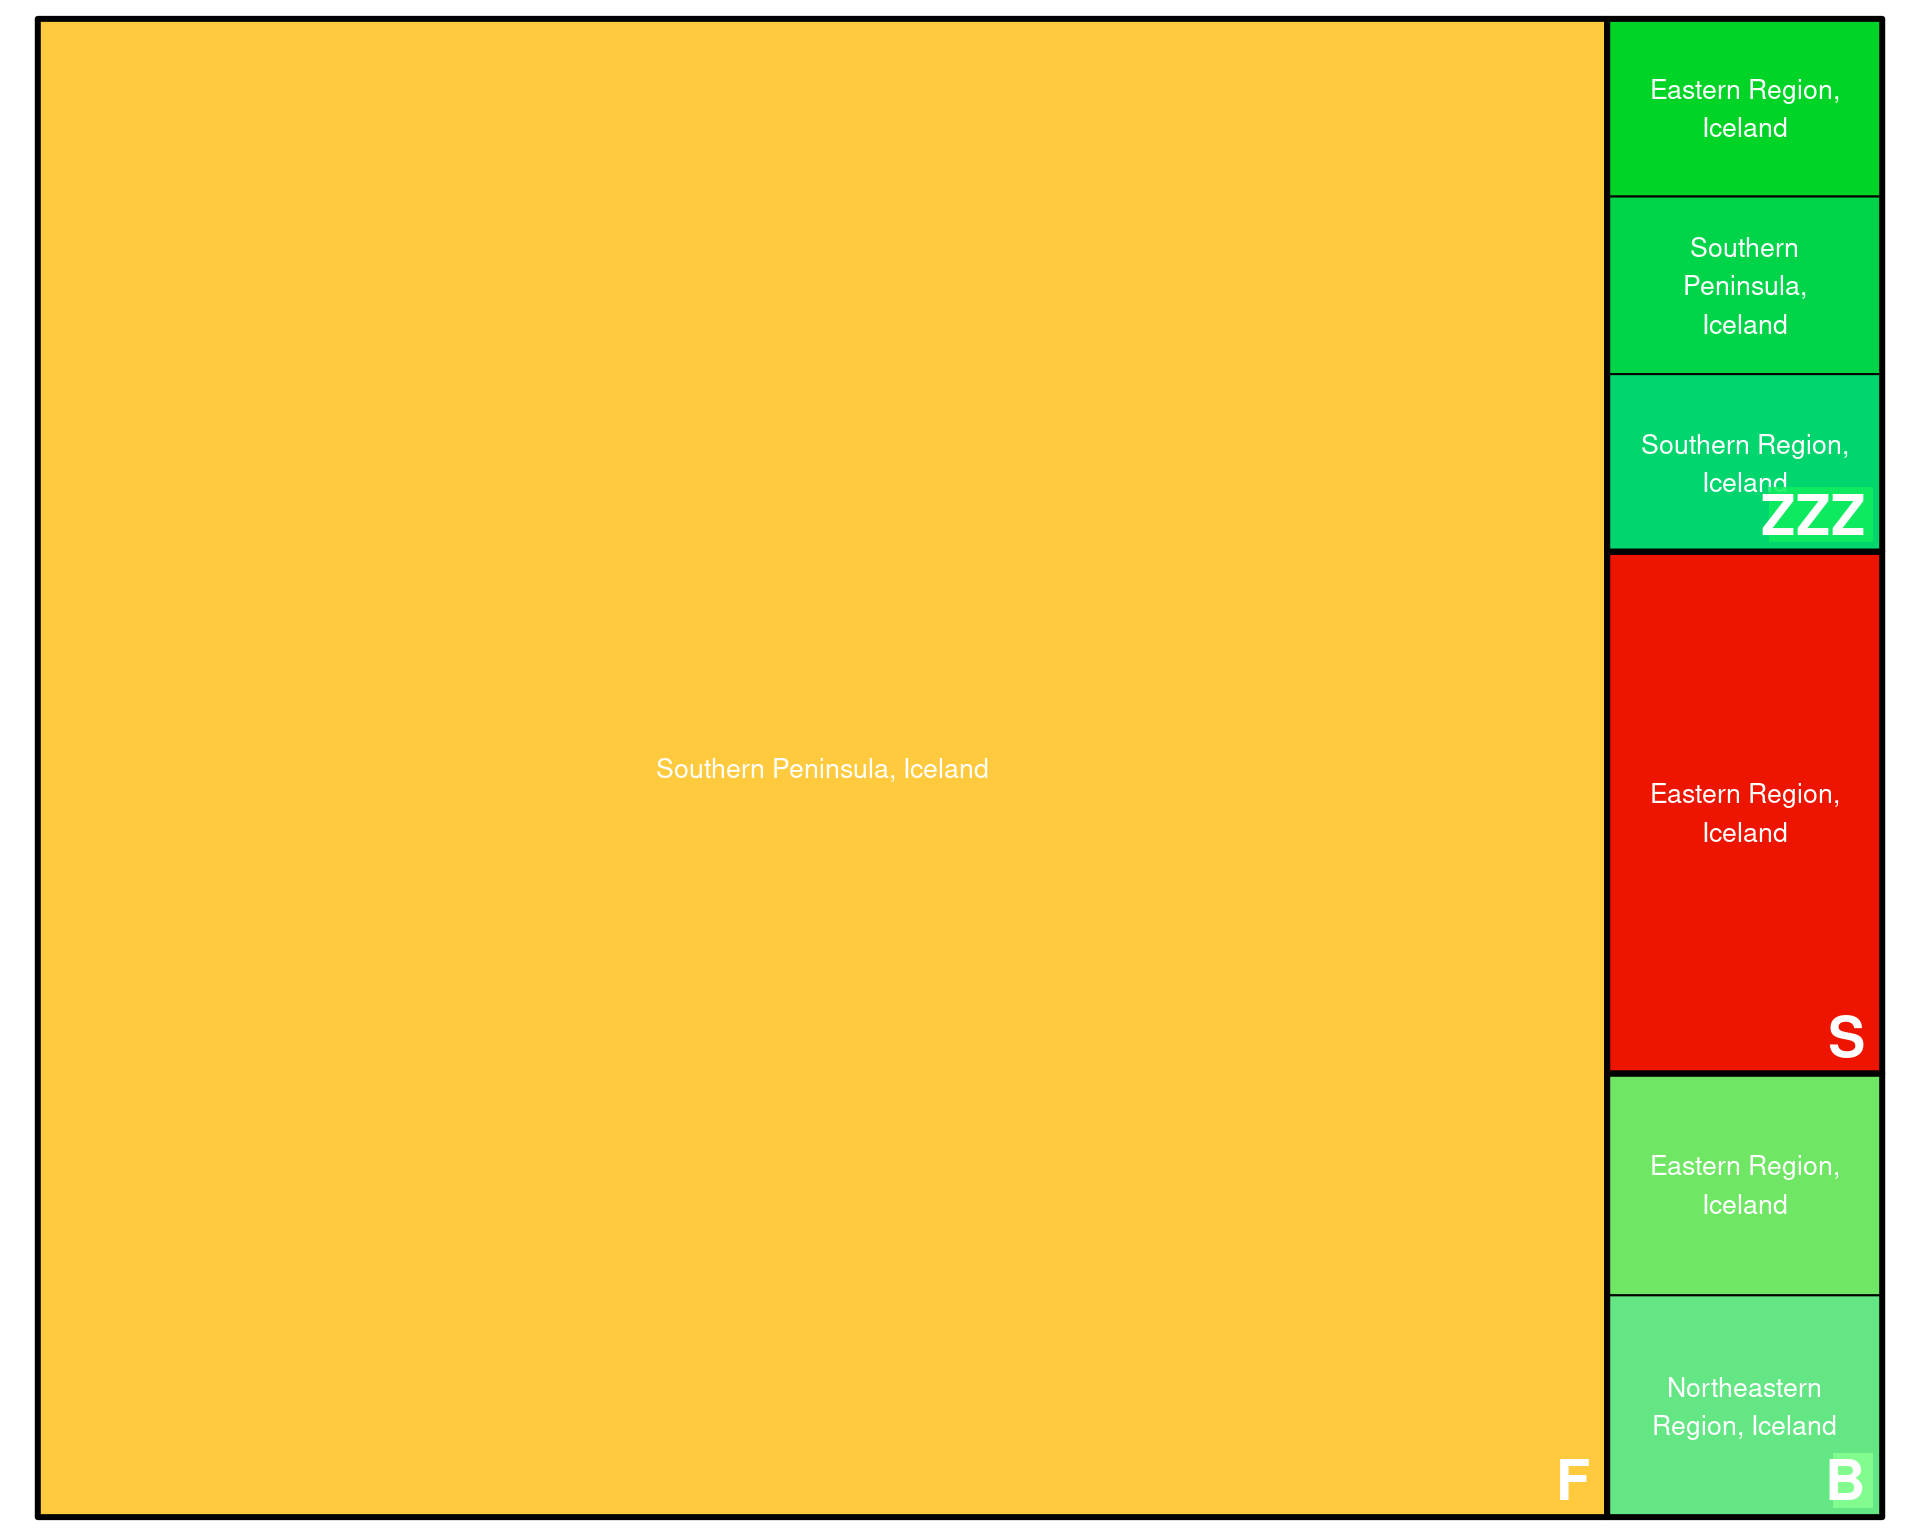 Southern Peninsula, Iceland
F
Eastern Region,
Iceland
Southern
Peninsula,
Iceland
Southern Region,
Iceland
ZZZ
Eastern Region,
Iceland
S
Eastern Region,
Iceland
Northeastern
Region, Iceland
B